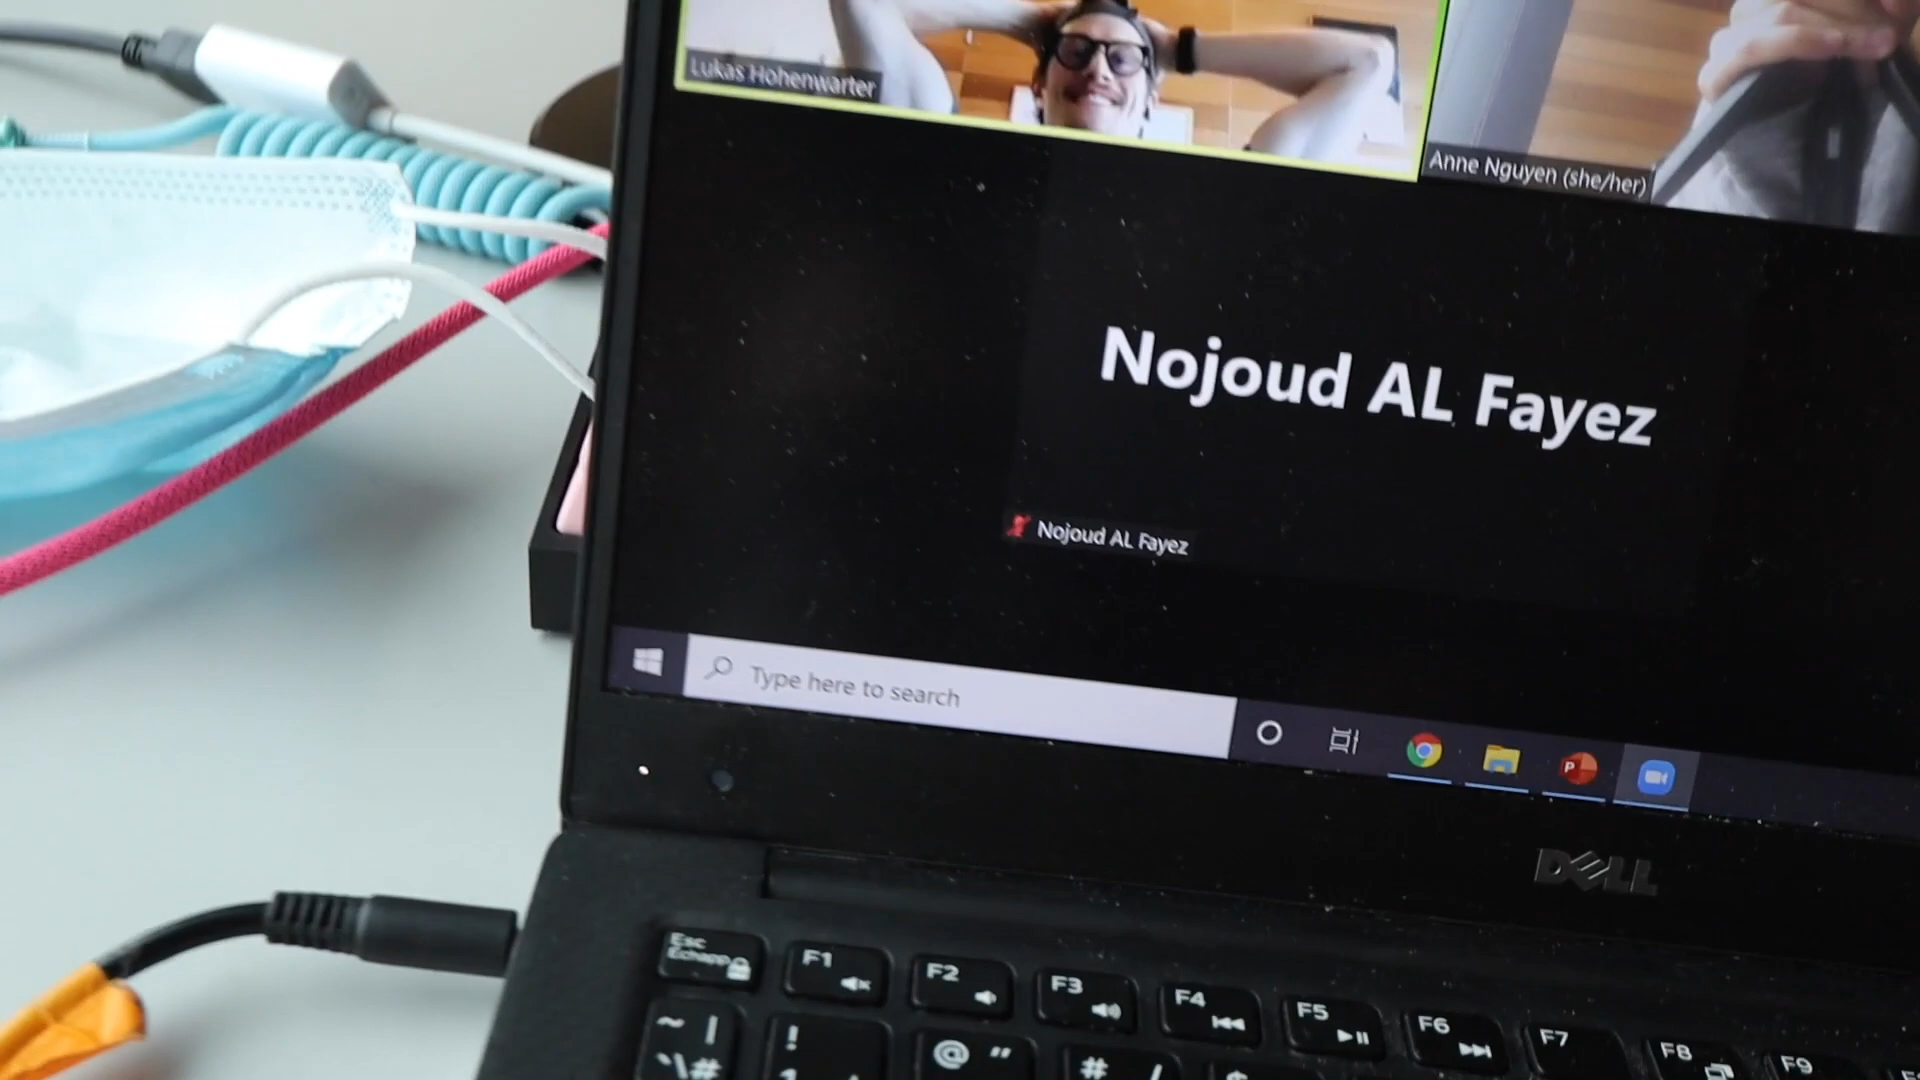 Lukas Hohenwarter
Anne Nguyen (she/her)
Nojoud AL Fayez
Nojoud AL Fayez
Type here to search
P
DELL
Esc
Échapp
F1
F2
F3
F4
F5
F6
F7
F8
F9
~ |
\ #
!
@ "
# /